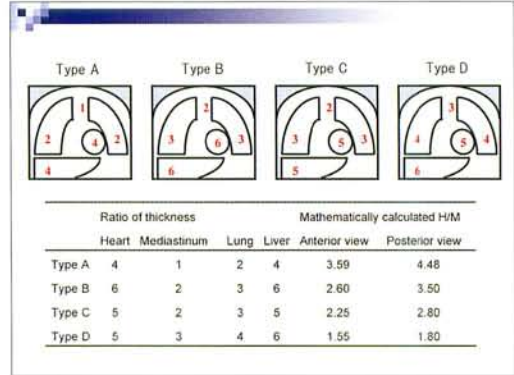 Type A Type B Type C Type D
1 2 2 3
2 4 2 3 6 3 3 5 3 4 5 4
4 6 5 6
Ratio of thickness Mathematically calculated H/M
Heart Mediastinum Lung Liver Anterior view Posterior view
Type A 4 1 2 4 3.59 4.48
Type B 6 2 3 6 2.60 3.50
Type C 5 2 3 5 2.25 2.80
Type D 5 3 4 6 1.55 1.80